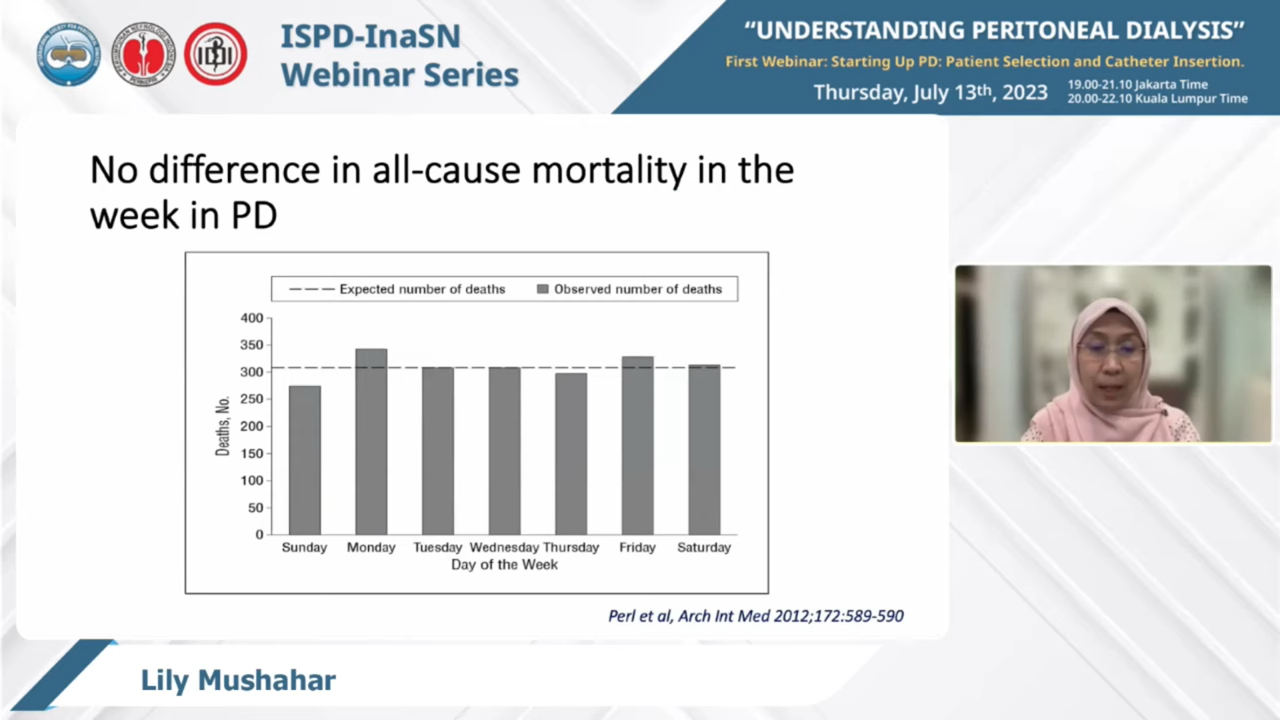 ISPD-InaSN
Webinar Series
“UNDERSTANDING PERITONEAL DIALYSIS”
First Webinar: Starting Up PD: Patient Selection and Catheter Insertion.
Thursday, July 13th, 2023
19.00-21.10 Jakarta Time
20.00-22.10 Kuala Lumpur Time
No difference in all-cause mortality in the
week in PD
Expected number of deaths
Observed number of deaths
400
350
300
250
200
150
100
50
0
Deaths, No.
Sunday Monday Tuesday Wednesday Thursday Friday Saturday
Day of the Week
Perl et al, Arch Int Med 2012;172:589-590
Lily Mushahar